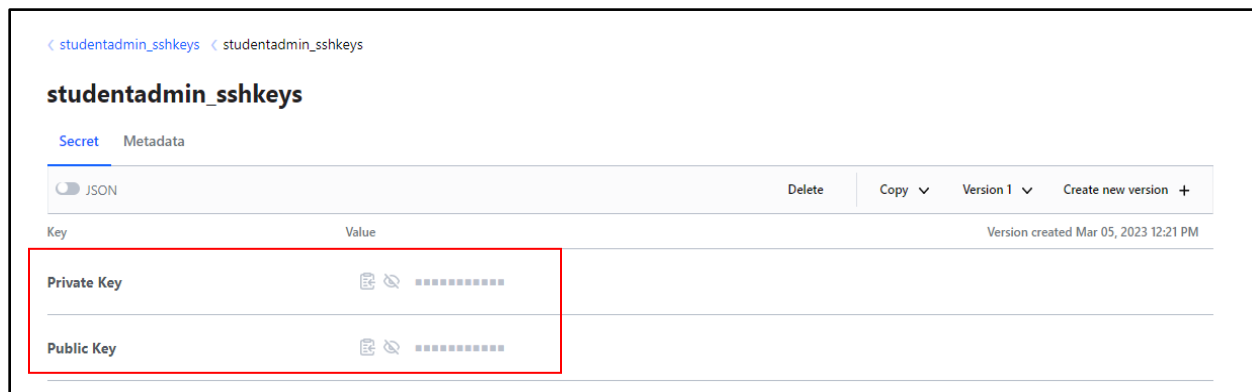 studentadmin_sshkeys studentadmin_sshkeys
studentadmin_sshkeys
Secret Metadata
JSON Delete Copy Version 1 Create new version +
Key Value Version created Mar 05, 2023 12:21 PM
Private Key
Public Key